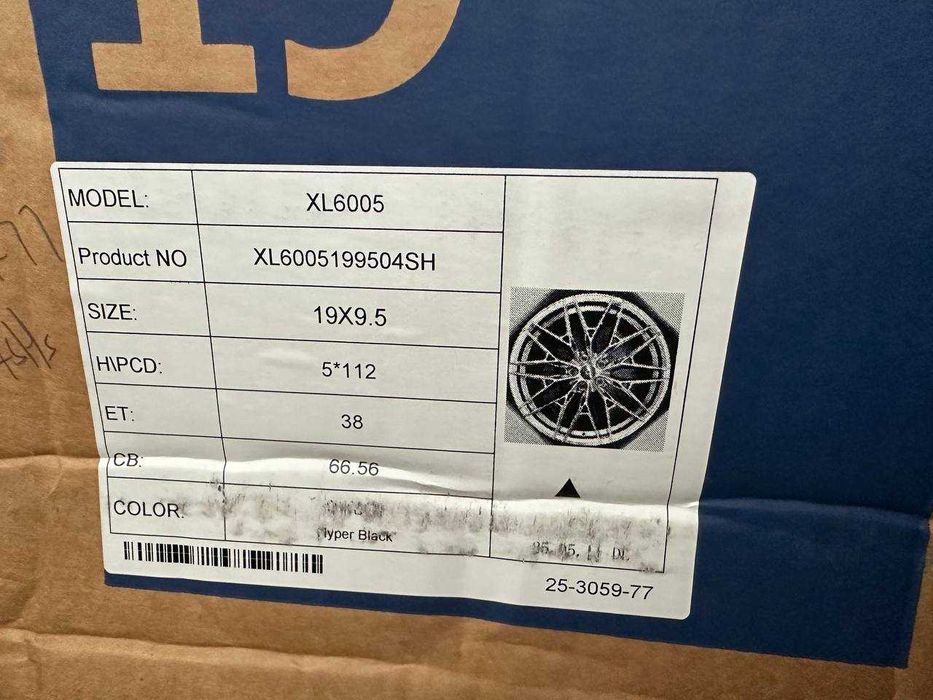 MODEL: XL6005
Product NO XL6005199504SH
SIZE: 19X9.5
H\PCD: 5*112
ET: 38
CB: 66.56
COLOR:
Hyper Black
25-3059-77